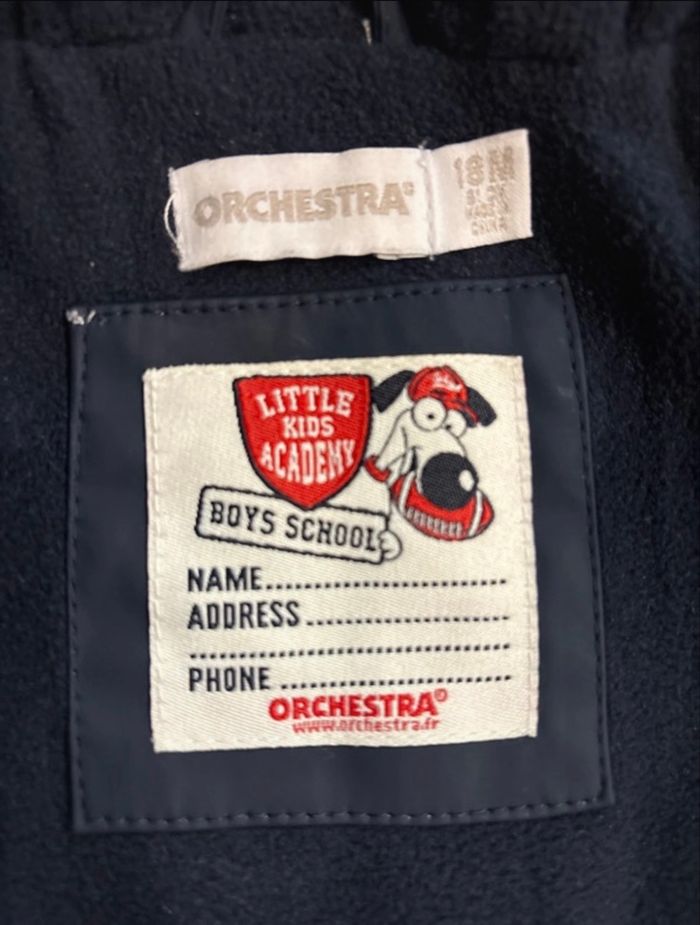 ORCHESTRA®
18M
LITTLE
KIDS
ACADEMY
BOYS SCHOOL
NAME..............................
ADDRESS .........................
........................................
PHONE ............................
ORCHESTRA®
www.orchestra.fr